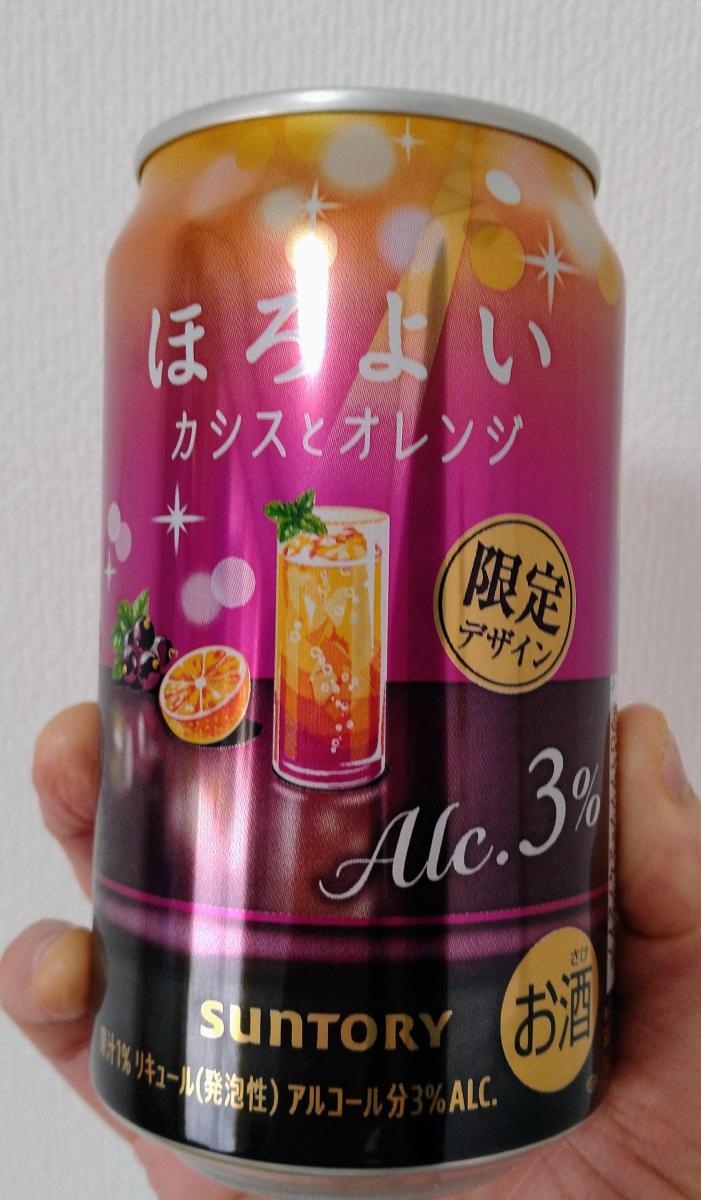 ほろよい
カシスとオレンジ
限定
デザイン
Alc.3%
さけ
お酒
SUNTORY
果汁1% リキュール(発泡性) アルコール分3%ALC.